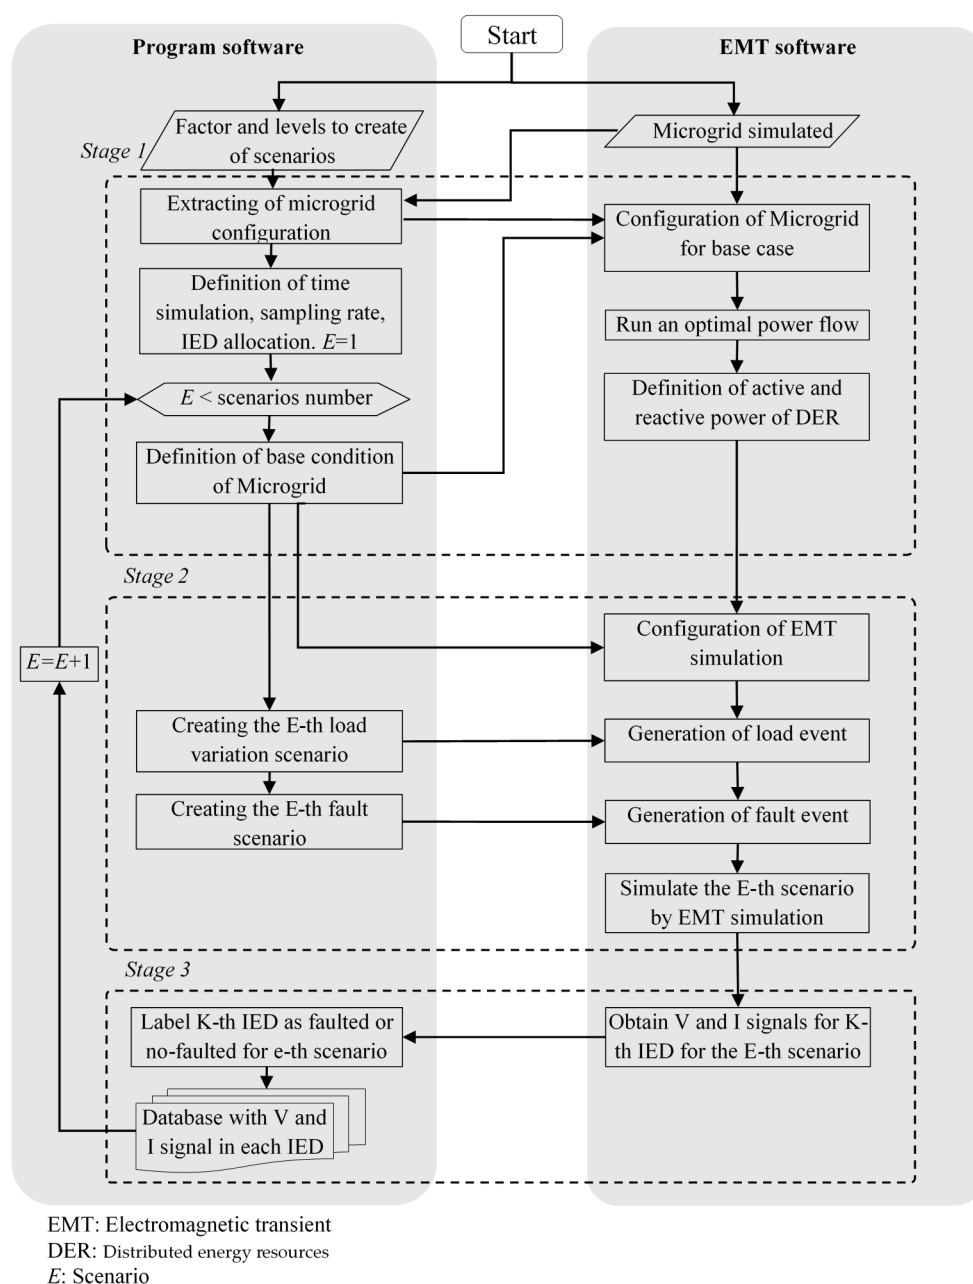 Start
Program software
EMT software
Factor and levels to create
of scenarios
Microgrid simulated
Stage 1
Extracting of microgrid
configuration
Configuration of Microgrid
for base case
Definition of time
simulation, sampling rate,
IED allocation. E=1
Run an optimal power flow
E < scenarios number
Definition of active and
reactive power of DER
Definition of base condition
of Microgrid
Stage 2
Configuration of EMT
simulation
E=E+1
Creating the E-th load
variation scenario
Generation of load event
Creating the E-th fault
scenario
Generation of fault event
Simulate the E-th scenario
by EMT simulation
Stage 3
Label K-th IED as faulted or
no-faulted for e-th scenario
Obtain V and I signals for K-
th IED for the E-th scenario
Database with V and
I signal in each IED
EMT: Electromagnetic transient
DER: Distributed energy resources
E: Scenario